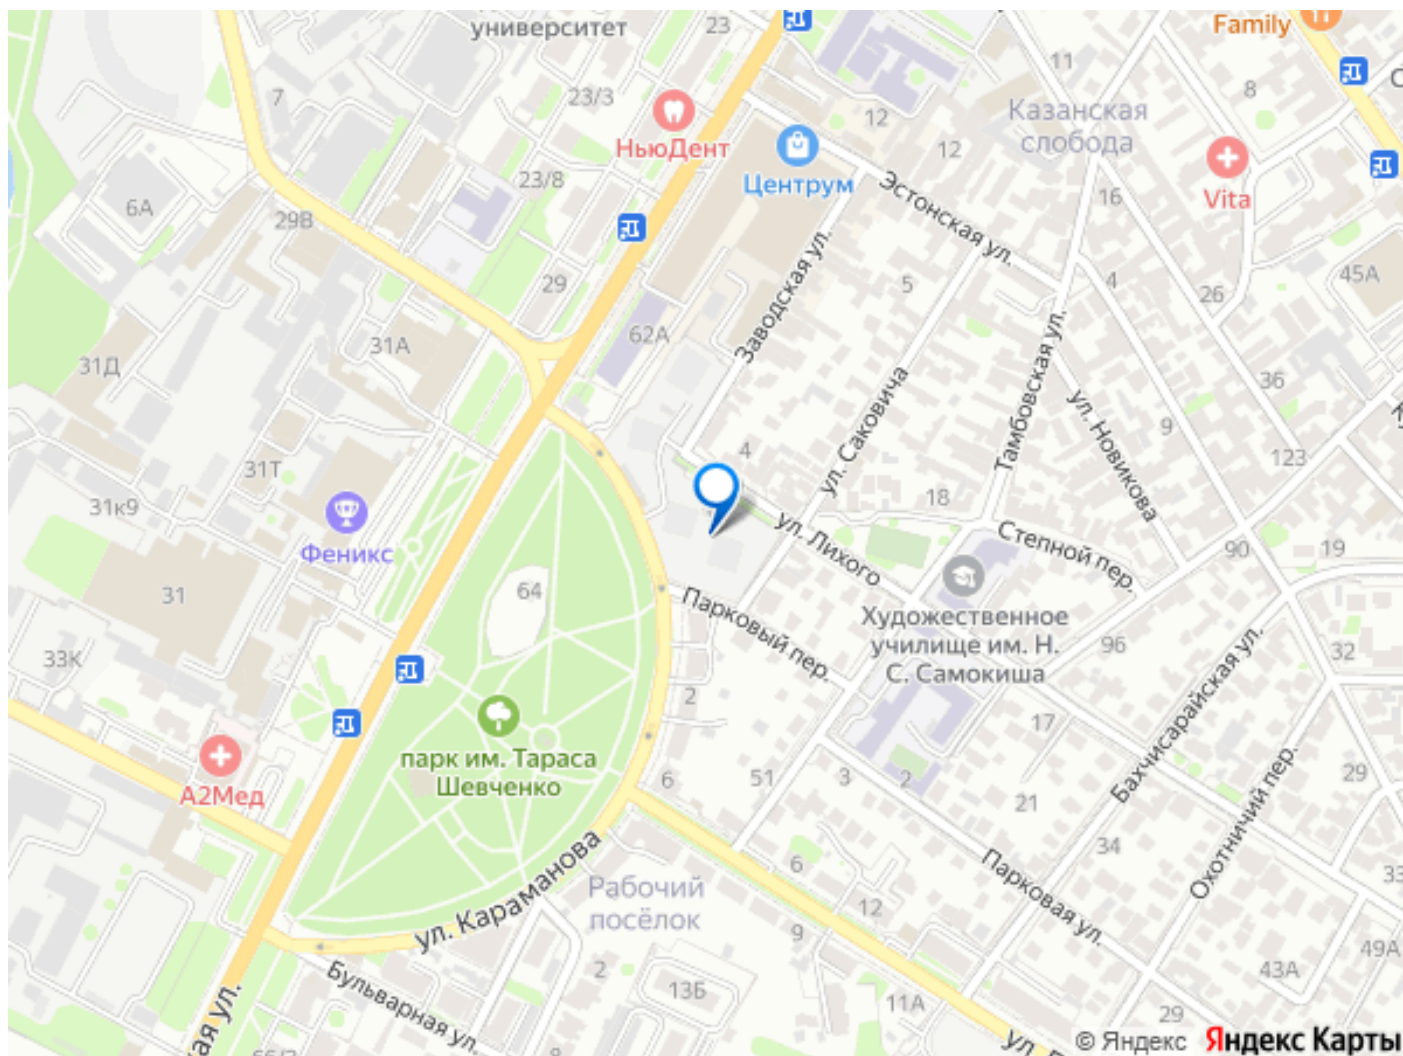 университет
23
Family
11
7
23/3
8
12
Казанская
слобода
НьюДент
12
Центрум
Эстонская ул.
23/8
6А
16
Vita
29В
Заводская ул.
5
4
45А
29
26
62А
31А
31Д
Тамбовская ул.
36
ул. Саковича
ул. Новикова
9
4
31Т
123
31к9
18
Феникс
ул. Лихого
Степной пер.
90
19
31
64
Парковый пер.
Художественное
училище им. Н.
С. Самокиша
96
33К
32
Бахчисарайская ул.
2
17
парк им. Тараса
Шевченко
А2Мед
6
51
3
2
21
29
Охотничий пер.
34
ул. Караманова
6
Парковая ул.
33
Рабочий
посёлок
12
9
49А
43А
2
13Б
Бульварная ул.
11А
29
ая ул.
8
ул.
© Яндекс Яндекс Карты